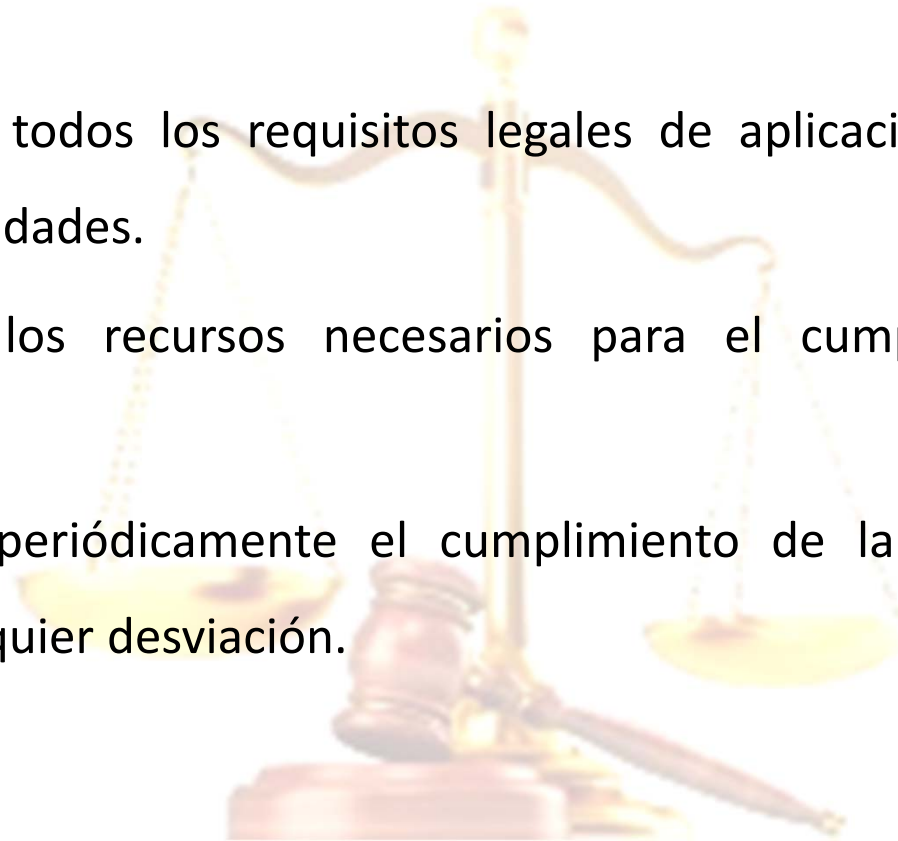 todos los requisitos legales de aplicaci
dades.
los recursos necesarios para el cump
periódicamente el cumplimiento de la
quier desviación.